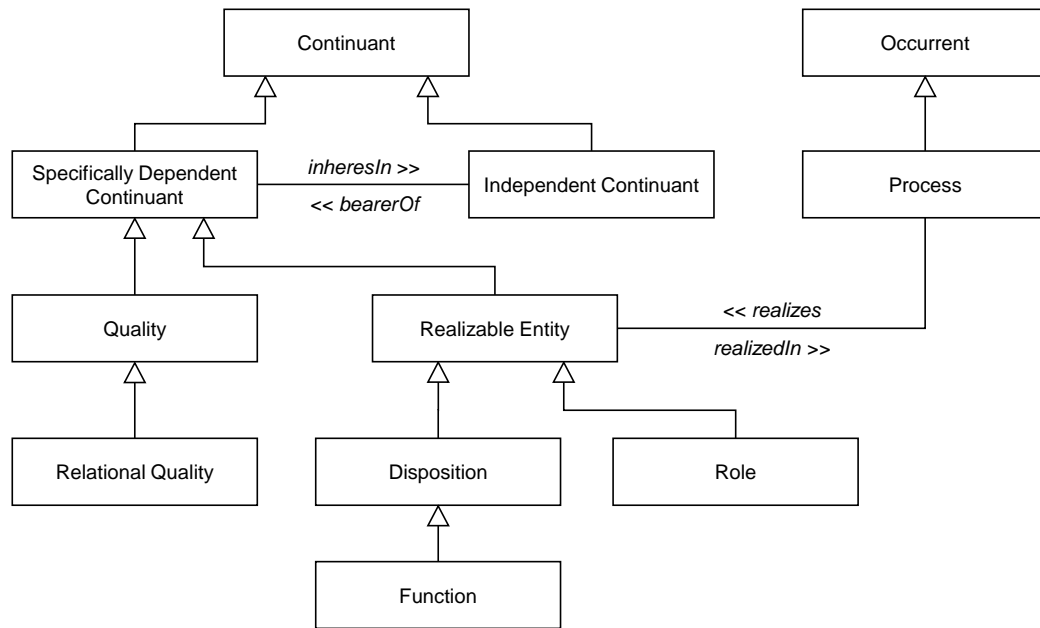 Continuant
Occurrent
Specifically Dependent
Continuant
inheresIn >>
<< bearerOf
Independent Continuant
Process
Quality
Realizable Entity
<< realizes
realizedIn >>
Relational Quality
Disposition
Role
Function